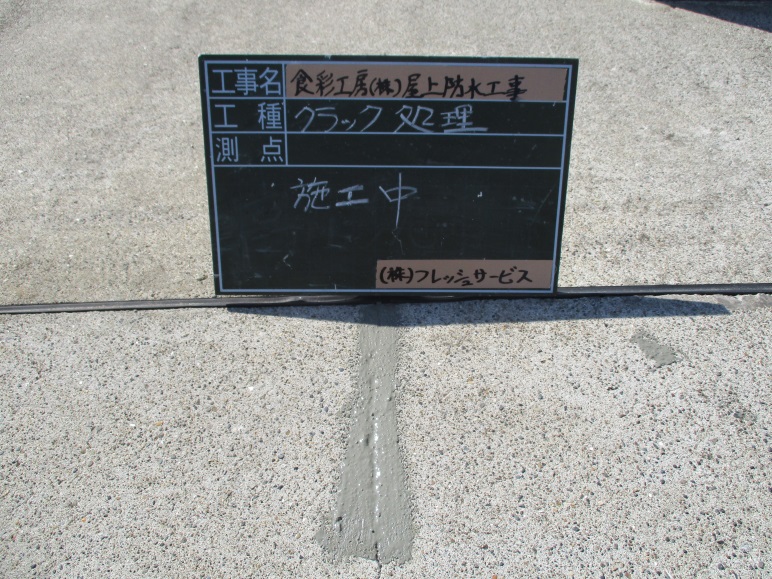 工事名 食彩工房(株)屋上防水工事
工種 クラック処理
測点
施工中
(株)フレッシュサービス